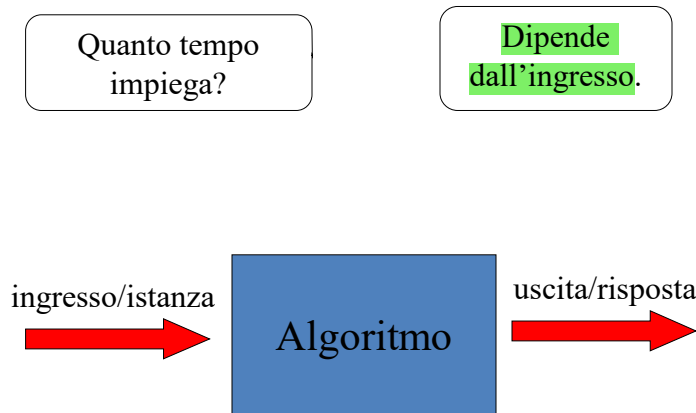 Quanto tempo
impiega?
Dipende
dall’ingresso.
ingresso/istanza
Algoritmo
uscita/risposta